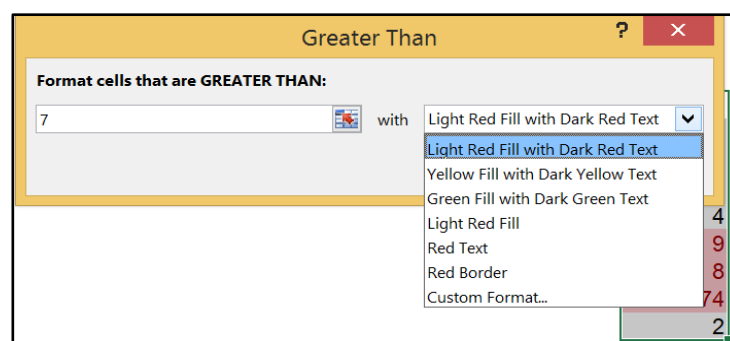 Greater Than
?
Format cells that are GREATER THAN:
7 with Light Red Fill with Dark Red Text
Light Red Fill with Dark Red Text
Yellow Fill with Dark Yellow Text
Green Fill with Dark Green Text
Light Red Fill
Red Text
Red Border
Custom Format...
4
9
8
74
2